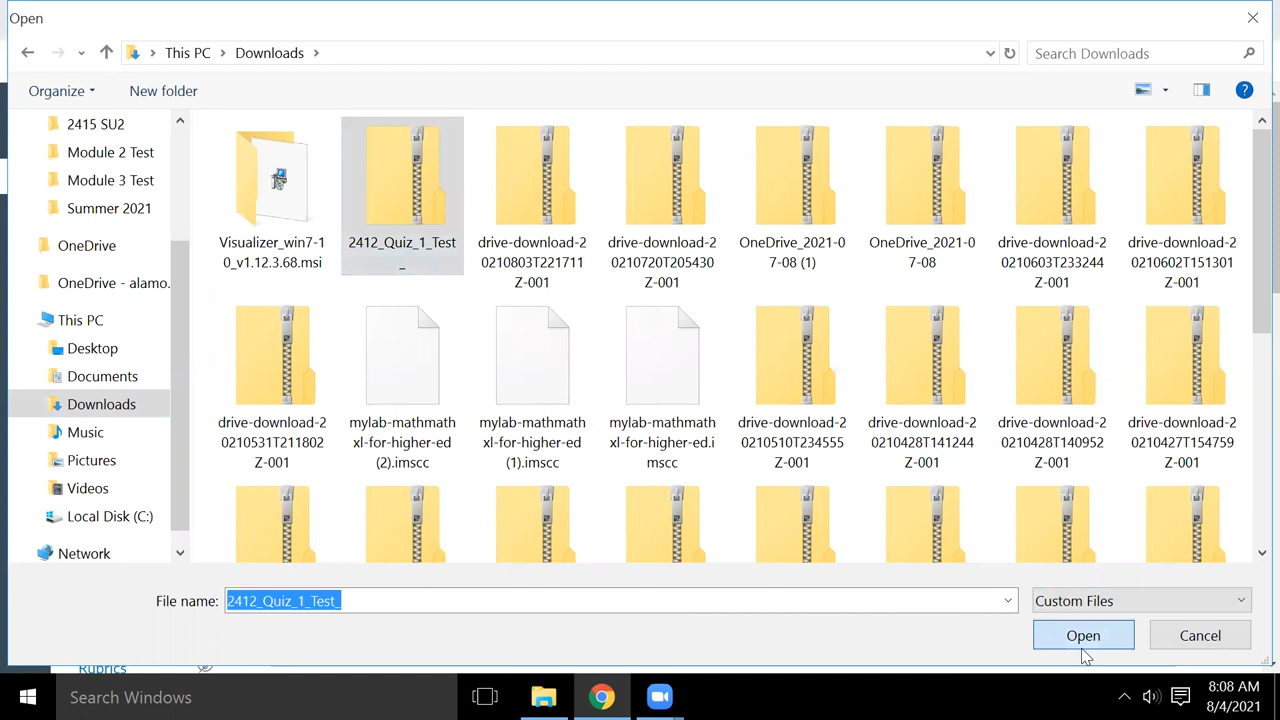 Open
This PC
Downloads
Search Downloads
Organize
New folder
2415 SU2
Module 2 Test
Module 3 Test
Summer 2021
OneDrive
OneDrive - alamo.
This PC
Desktop
Documents
Downloads
Music
Pictures
Videos
Local Disk (C:)
Network
Visualizer_win7-1
0_v1.12.3.68.msi
2412_Quiz_1_Test
_
drive-download-2
0210803T221711
Z-001
drive-download-2
0210720T205430
Z-001
OneDrive_2021-0
7-08 (1)
OneDrive_2021-0
7-08
drive-download-2
0210603T233244
Z-001
drive-download-2
0210602T151301
Z-001
drive-download-2
0210531T211802
Z-001
mylab-mathmath
xl-for-higher-ed
(2).imscc
mylab-mathmath
xl-for-higher-ed
(1).imscc
mylab-mathmath
xl-for-higher-ed.i
mscc
drive-download-2
0210510T234555
Z-001
drive-download-2
0210428T141244
Z-001
drive-download-2
0210428T140952
Z-001
drive-download-2
0210427T154759
Z-001
File name:
2412_Quiz_1_Test_
Custom Files
Open
Cancel
Rubrics
Search Windows
8:08 AM
8/4/2021